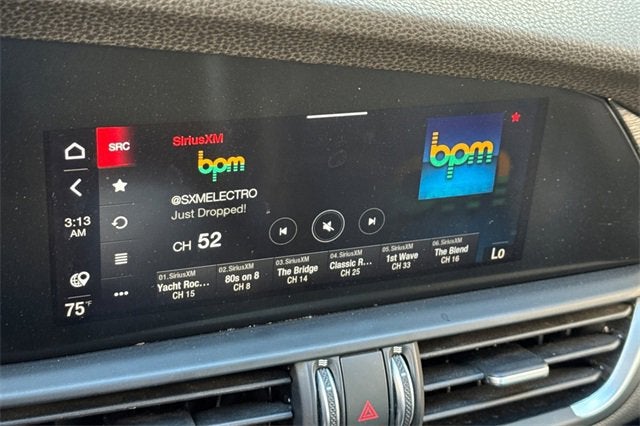 SRC
SiriusXM
bpm
bpm
@SXMELECTRO
Just Dropped!
3:13
AM
CH 52
01.SiriusXM
Yacht Roc...
CH 15
02.SiriusXM
80s on 8
CH 8
03.SiriusXM
The Bridge
CH 14
04.SiriusXM
Classic R...
CH 25
05.SiriusXM
1st Wave
CH 33
06.SiriusXM
The Blend
CH 16
Lo
75°F